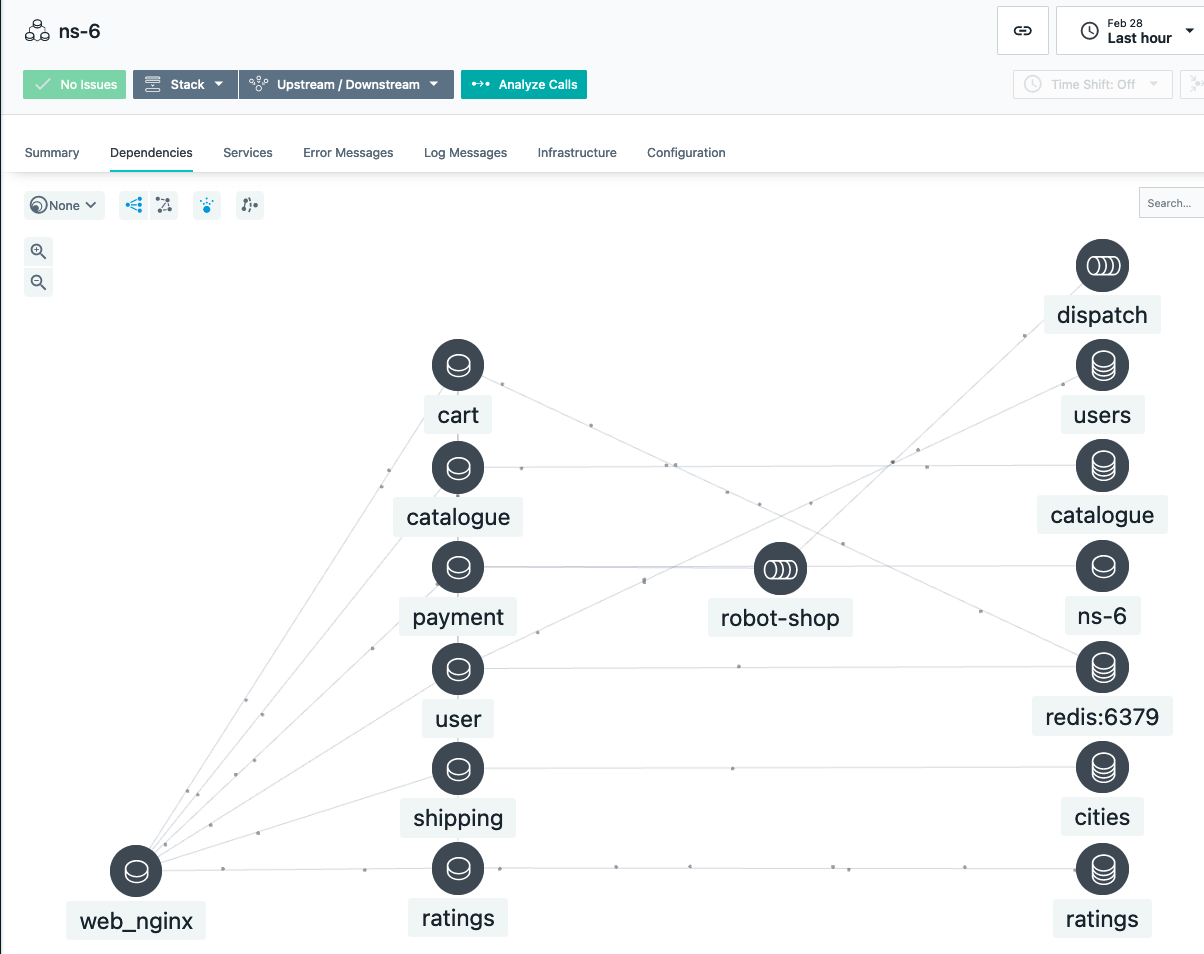 ns-6
Feb 28
Last hour
No Issues
Stack
Upstream / Downstream
Analyze Calls
Time Shift: Off
Summary
Dependencies
Services
Error Messages
Log Messages
Infrastructure
Configuration
None
Search...
dispatch
cart
users
catalogue
catalogue
payment
robot-shop
ns-6
user
redis:6379
shipping
cities
web_nginx
ratings
ratings